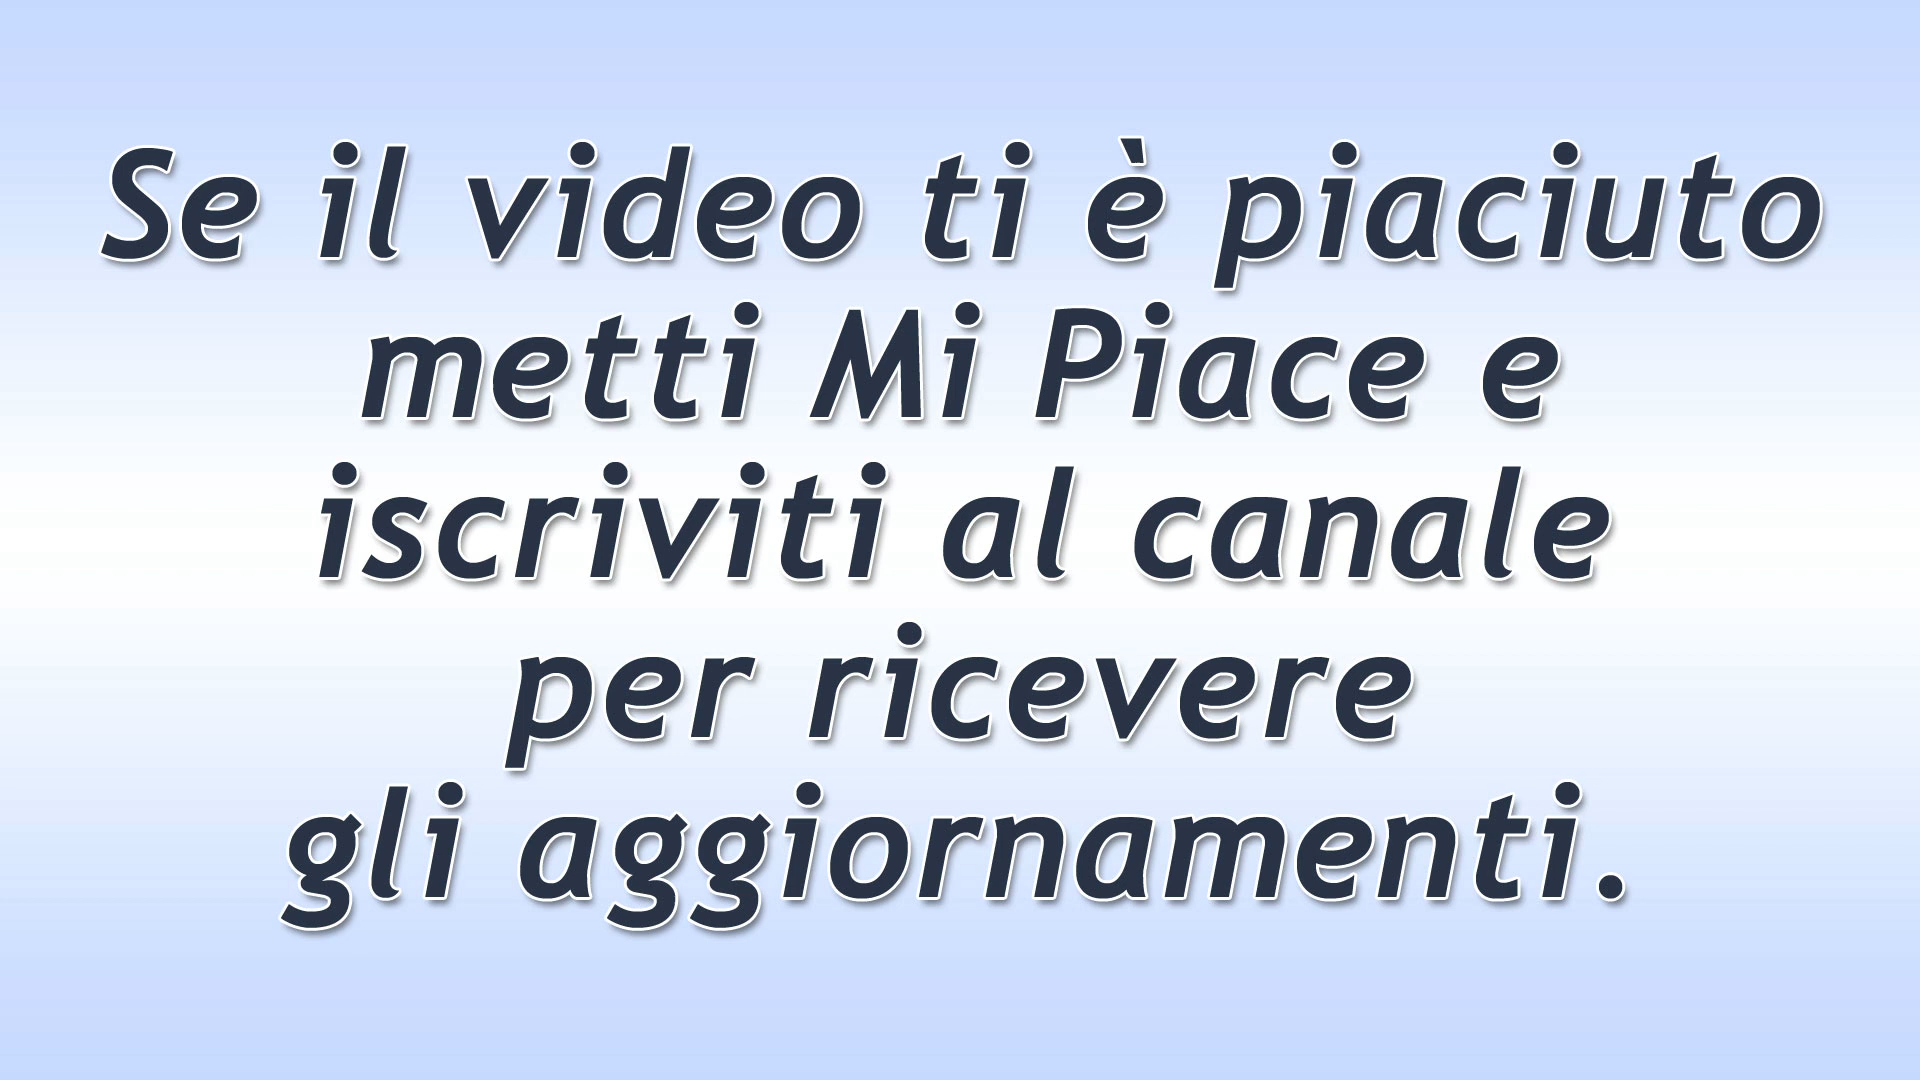 Se il video ti è piaciuto
metti Mi Piace e
iscriviti al canale
per ricevere
gli aggiornamenti.